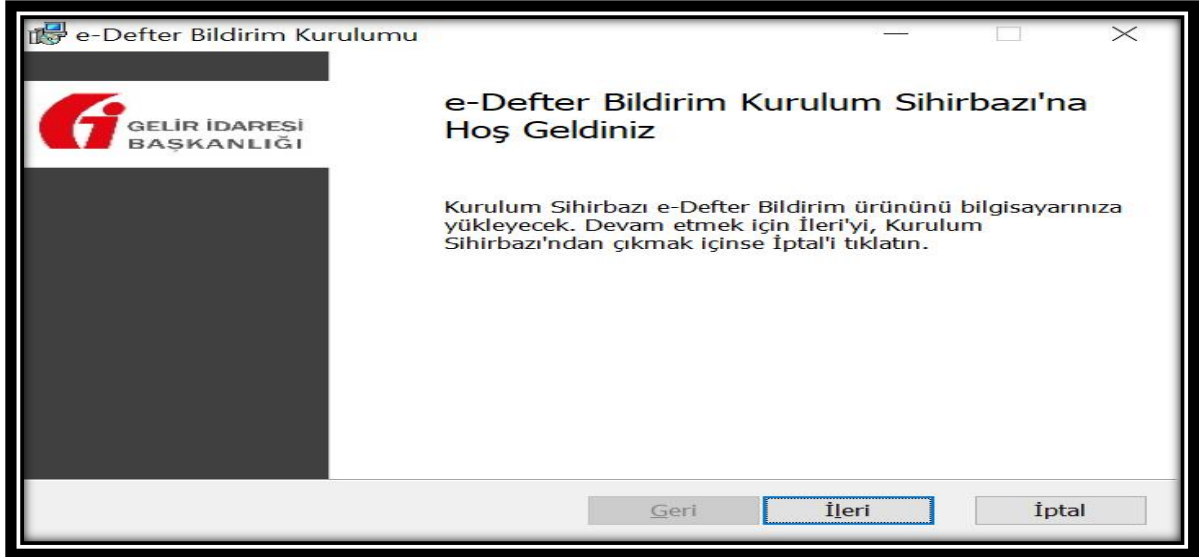 e-Defter Bildirim Kurulumu
GELİR İDARESİ
BAŞKANLIĞI
e-Defter Bildirim Kurulum Sihirbazı'na
Hoş Geldiniz
Kurulum Sihirbazı e-Defter Bildirim ürününü bilgisayarınıza
yükleyecek. Devam etmek için İleri'yi, Kurulum
Sihirbazı'ndan çıkmak içinse İptal'i tıklatın.
Geri
İleri
İptal